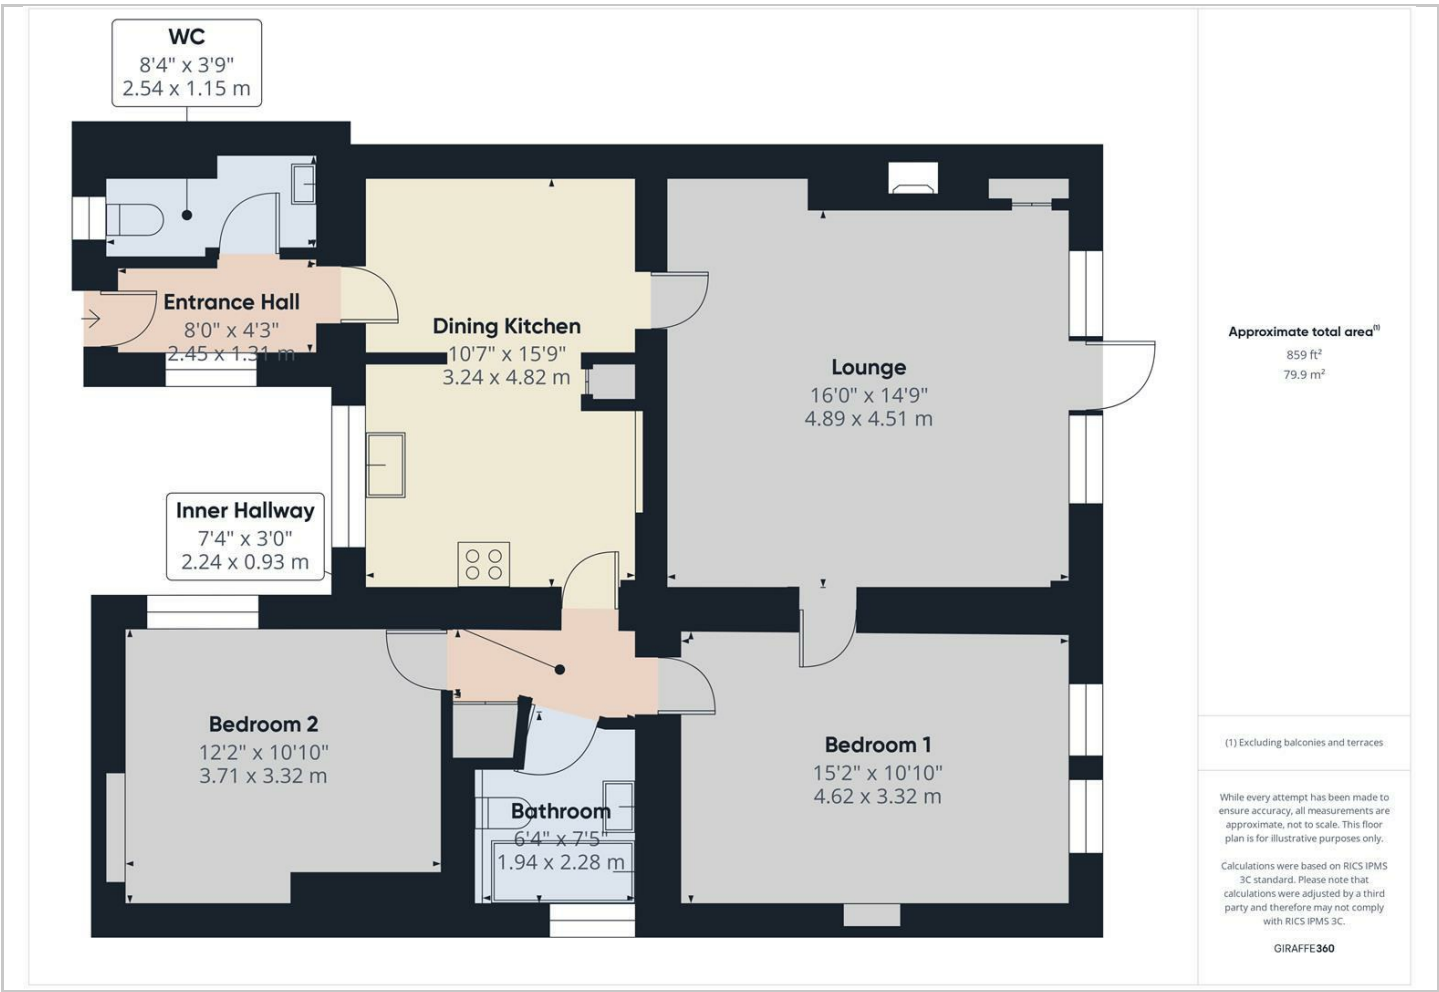 WC
8'4" x 3'9"
2.54 x 1.15 m
Entrance Hall
8'0" x 4'3"
2.45 x 1.31 m
Dining Kitchen
10'7" x 15'9"
3.24 x 4.82 m
Lounge
16'0" x 14'9"
4.89 x 4.51 m
Inner Hallway
7'4" x 3'0"
2.24 x 0.93 m
Bedroom 2
12'2" x 10'10"
3.71 x 3.32 m
Bathroom
6'4" x 7'5"
1.94 x 2.28 m
Bedroom 1
15'2" x 10'10"
4.62 x 3.32 m
Approximate total area⁽¹⁾
859 ft²
79.9 m²
(1) Excluding balconies and terraces
While every attempt has been made to
ensure accuracy, all measurements are
approximate, not to scale. This floor
plan is for illustrative purposes only.
Calculations were based on RICS IPMS
3C standard. Please note that
calculations were adjusted by a third
party and therefore may not comply
with RICS IPMS 3C.
GIRAFFE360